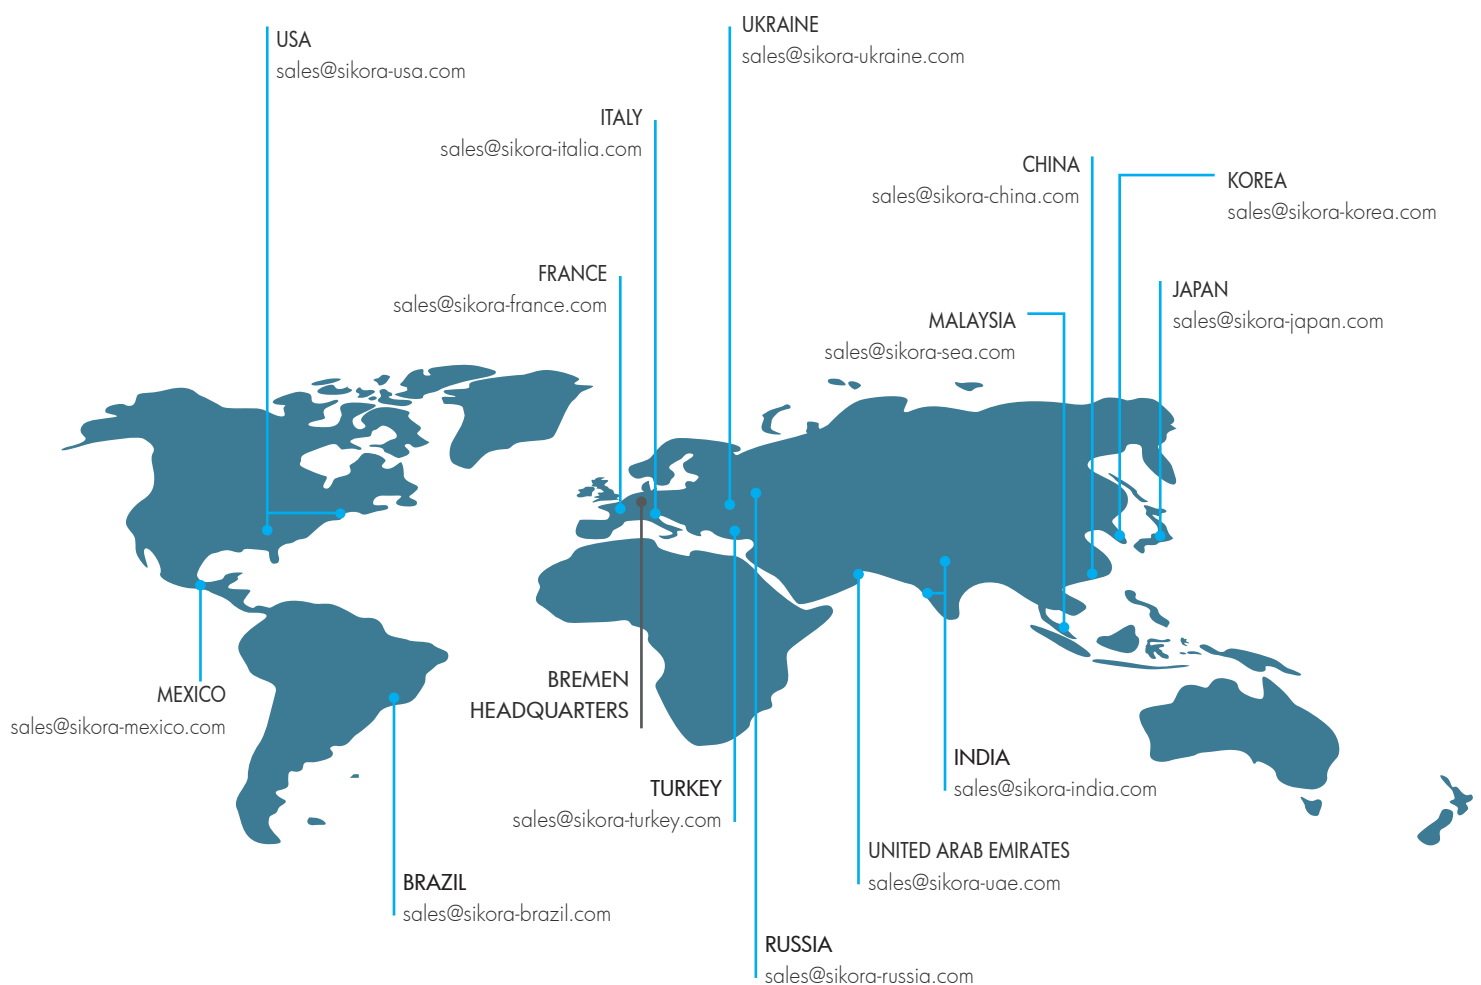 USA
sales@sikora-usa.com
UKRAINE
sales@sikora-ukraine.com
ITALY
sales@sikora-italia.com
CHINA
sales@sikora-china.com
KOREA
sales@sikora-korea.com
FRANCE
sales@sikora-france.com
JAPAN
sales@sikora-japan.com
MALAYSIA
sales@sikora-sea.com
BREMEN
HEADQUARTERS
MEXICO
sales@sikora-mexico.com
INDIA
sales@sikora-india.com
TURKEY
sales@sikora-turkey.com
UNITED ARAB EMIRATES
sales@sikora-uae.com
BRAZIL
sales@sikora-brazil.com
RUSSIA
sales@sikora-russia.com